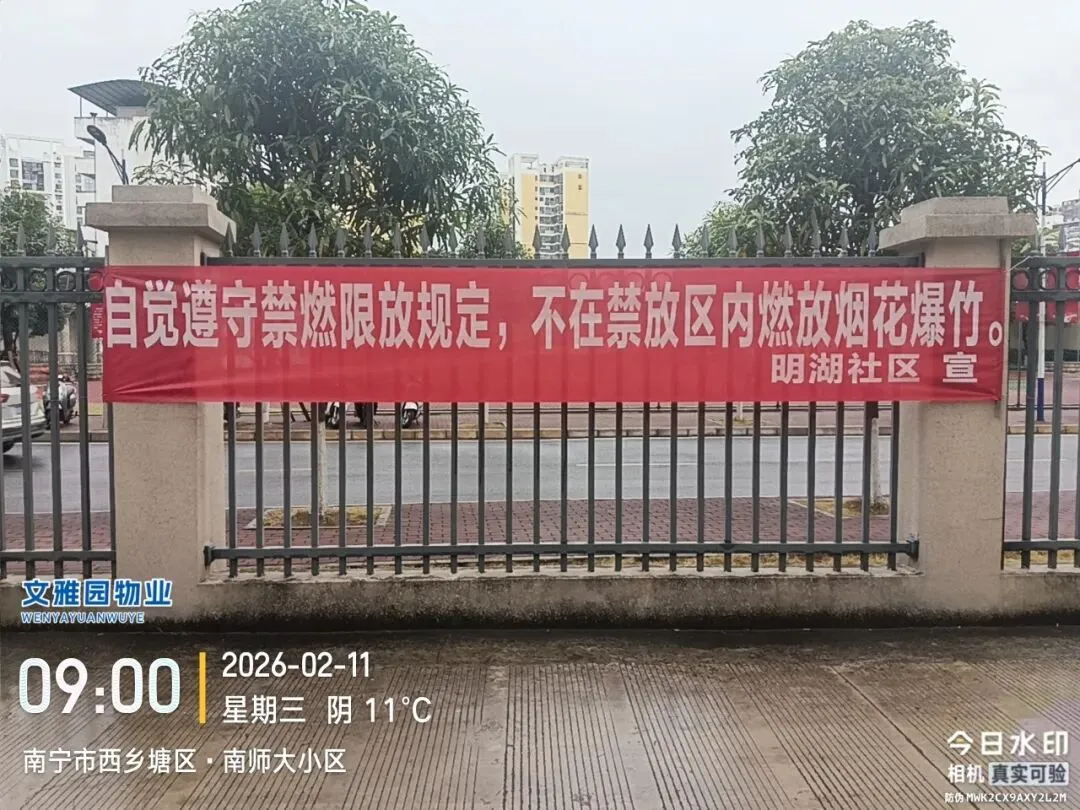 自觉遵守禁燃限放规定，不在禁放区内燃放烟花爆竹。
明湖社区 宣
文雅园物业
WENYAYUANWUYE
09:00
2026-02-11
星期三 阴 11℃
南宁市西乡塘区·南师大小区
今日水印
相机 真实可验
防伪 MWK2CX9AXY2L2M